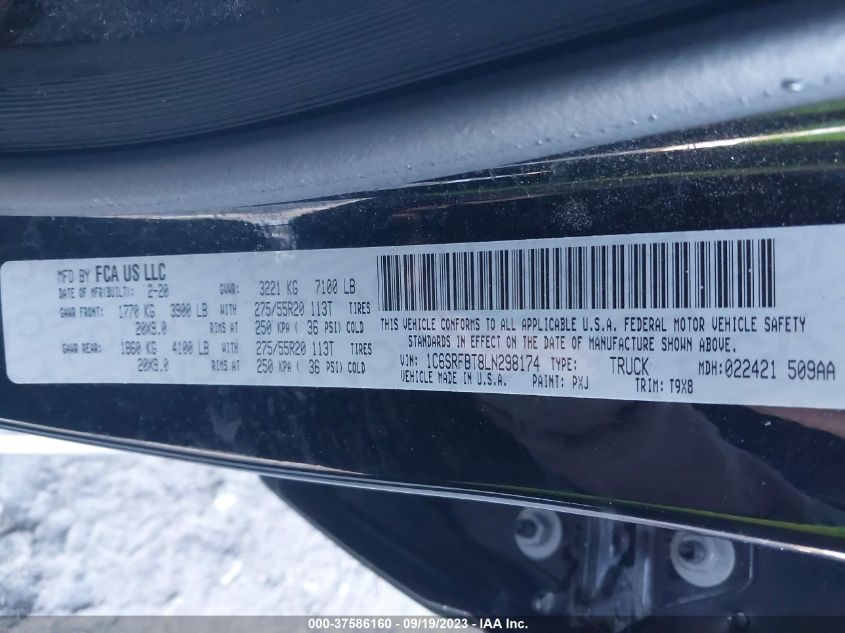 MFD BY FCA US LLC
DATE OF MFR(BUILT): 2-20 GVWR: 3221 KG 7100 LB
GAWR FRONT: 1770 KG 3900 LB WITH 275/55R20 113T TIRES
20X9.0 RIMS AT 250 KPA ( 36 PSI) COLD
GAWR REAR: 1860 KG 4100 LB WITH 275/55R20 113T TIRES
20X9.0 RIMS AT 250 KPA ( 36 PSI) COLD
THIS VEHICLE CONFORMS TO ALL APPLICABLE U.S.A. FEDERAL MOTOR VEHICLE SAFETY
STANDARDS IN EFFECT ON THE DATE OF MANUFACTURE SHOWN ABOVE.
VIN: 1C6SRFBT8LN298174 TYPE: TRUCK MDH:022421 509AA
VEHICLE MADE IN U.S.A. PAINT: PXJ TRIM: T9X8
000-37586160 - 09/19/2023 - IAA Inc.